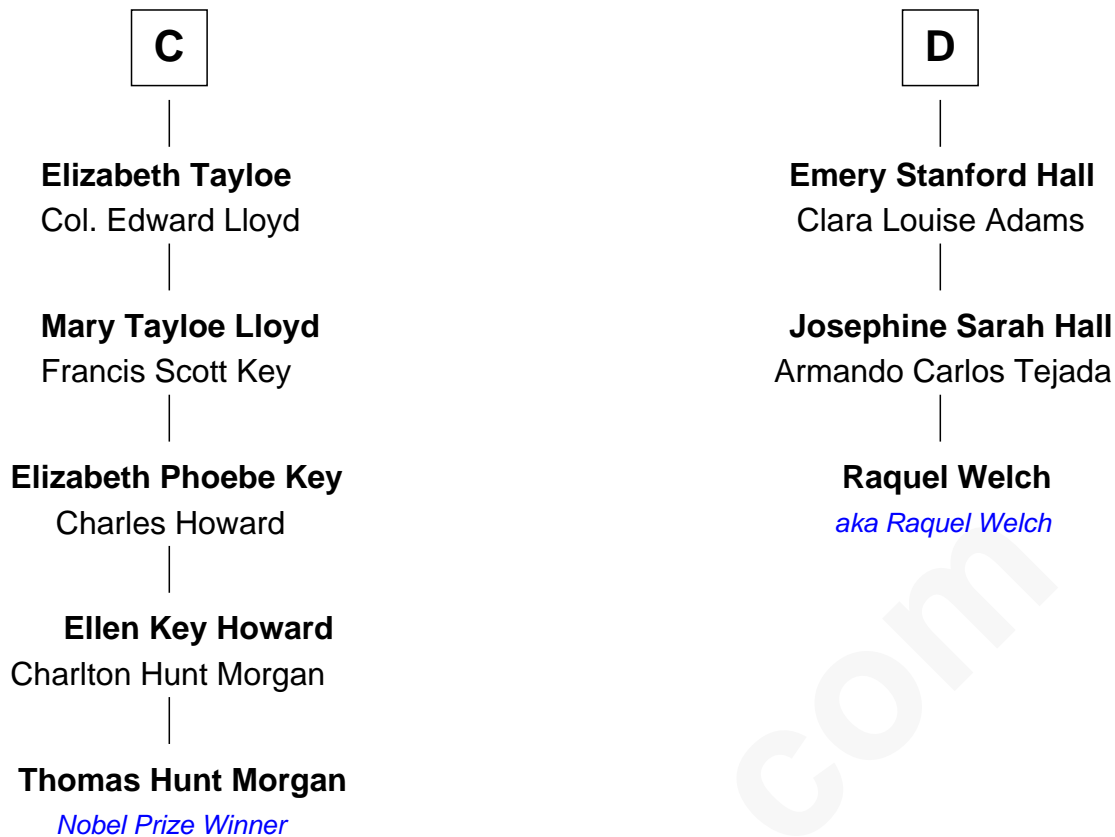 C
Elizabeth Tayloe
Col. Edward Lloyd
Mary Tayloe Lloyd
Francis Scott Key
Elizabeth Phoebe Key
Charles Howard
Ellen Key Howard
Charlton Hunt Morgan
Thomas Hunt Morgan
Nobel Prize Winner
D
Emery Stanford Hall
Clara Louise Adams
Josephine Sarah Hall
Armando Carlos Tejada
Raquel Welch
aka Raquel Welch
com